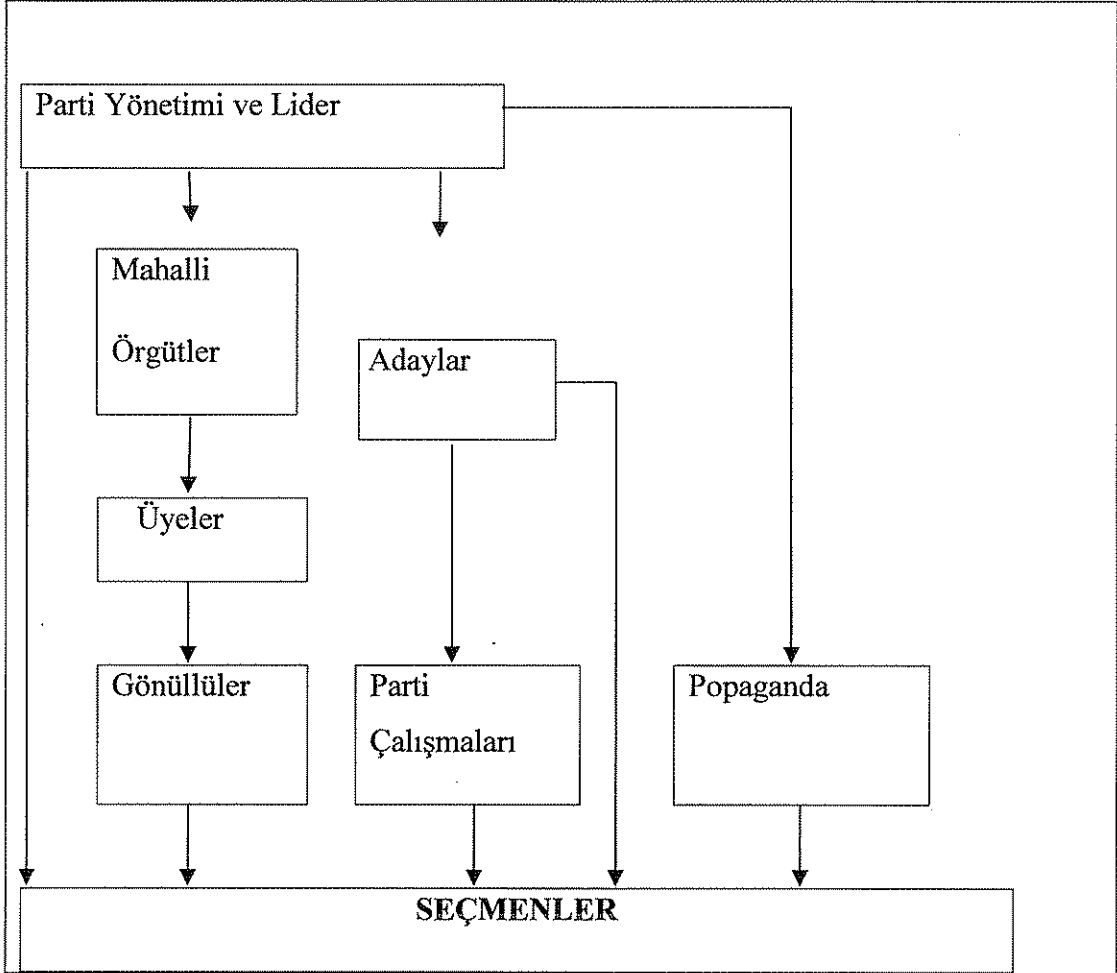 Parti Yönetimi ve Lider
Mahalli
Örgütler
Adaylar
Üyeler
Gönüllüler
Parti
Çalışmaları
Popaganda
SEÇMENLER